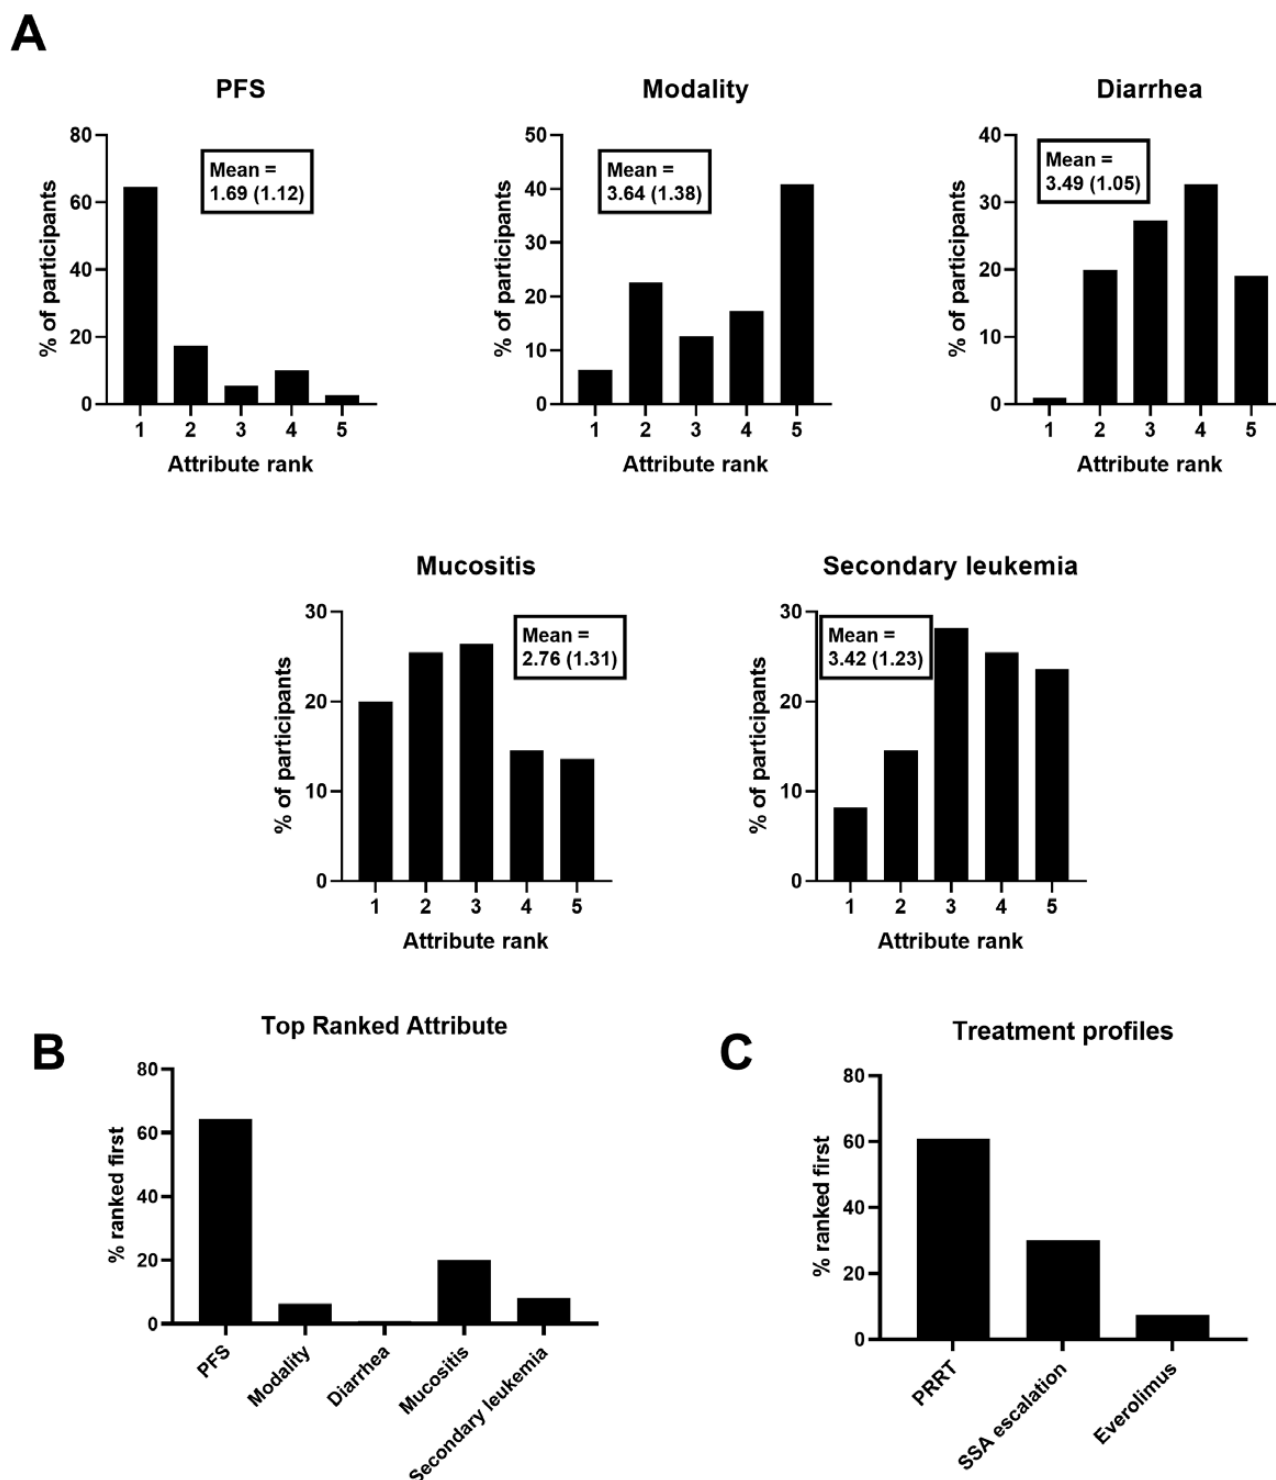 A
PFS
80
60
40
20
0
% of participants
Mean =
1.69 (1.12)
1 2 3 4 5
Attribute rank
Modality
50
40
30
20
10
0
% of participants
Mean =
3.64 (1.38)
1 2 3 4 5
Attribute rank
Diarrhea
40
30
20
10
0
% of participants
Mean =
3.49 (1.05)
1 2 3 4 5
Attribute rank
Mucositis
30
20
10
0
% of participants
Mean =
2.76 (1.31)
1 2 3 4 5
Attribute rank
Secondary leukemia
30
20
10
0
% of participants
Mean =
3.42 (1.23)
1 2 3 4 5
Attribute rank
B
Top Ranked Attribute
80
60
40
20
0
% ranked first
PFS
Modality
Diarrhea
Mucositis
Secondary leukemia
C
Treatment profiles
80
60
40
20
0
% ranked first
PRRT
SSA escalation
Everolimus